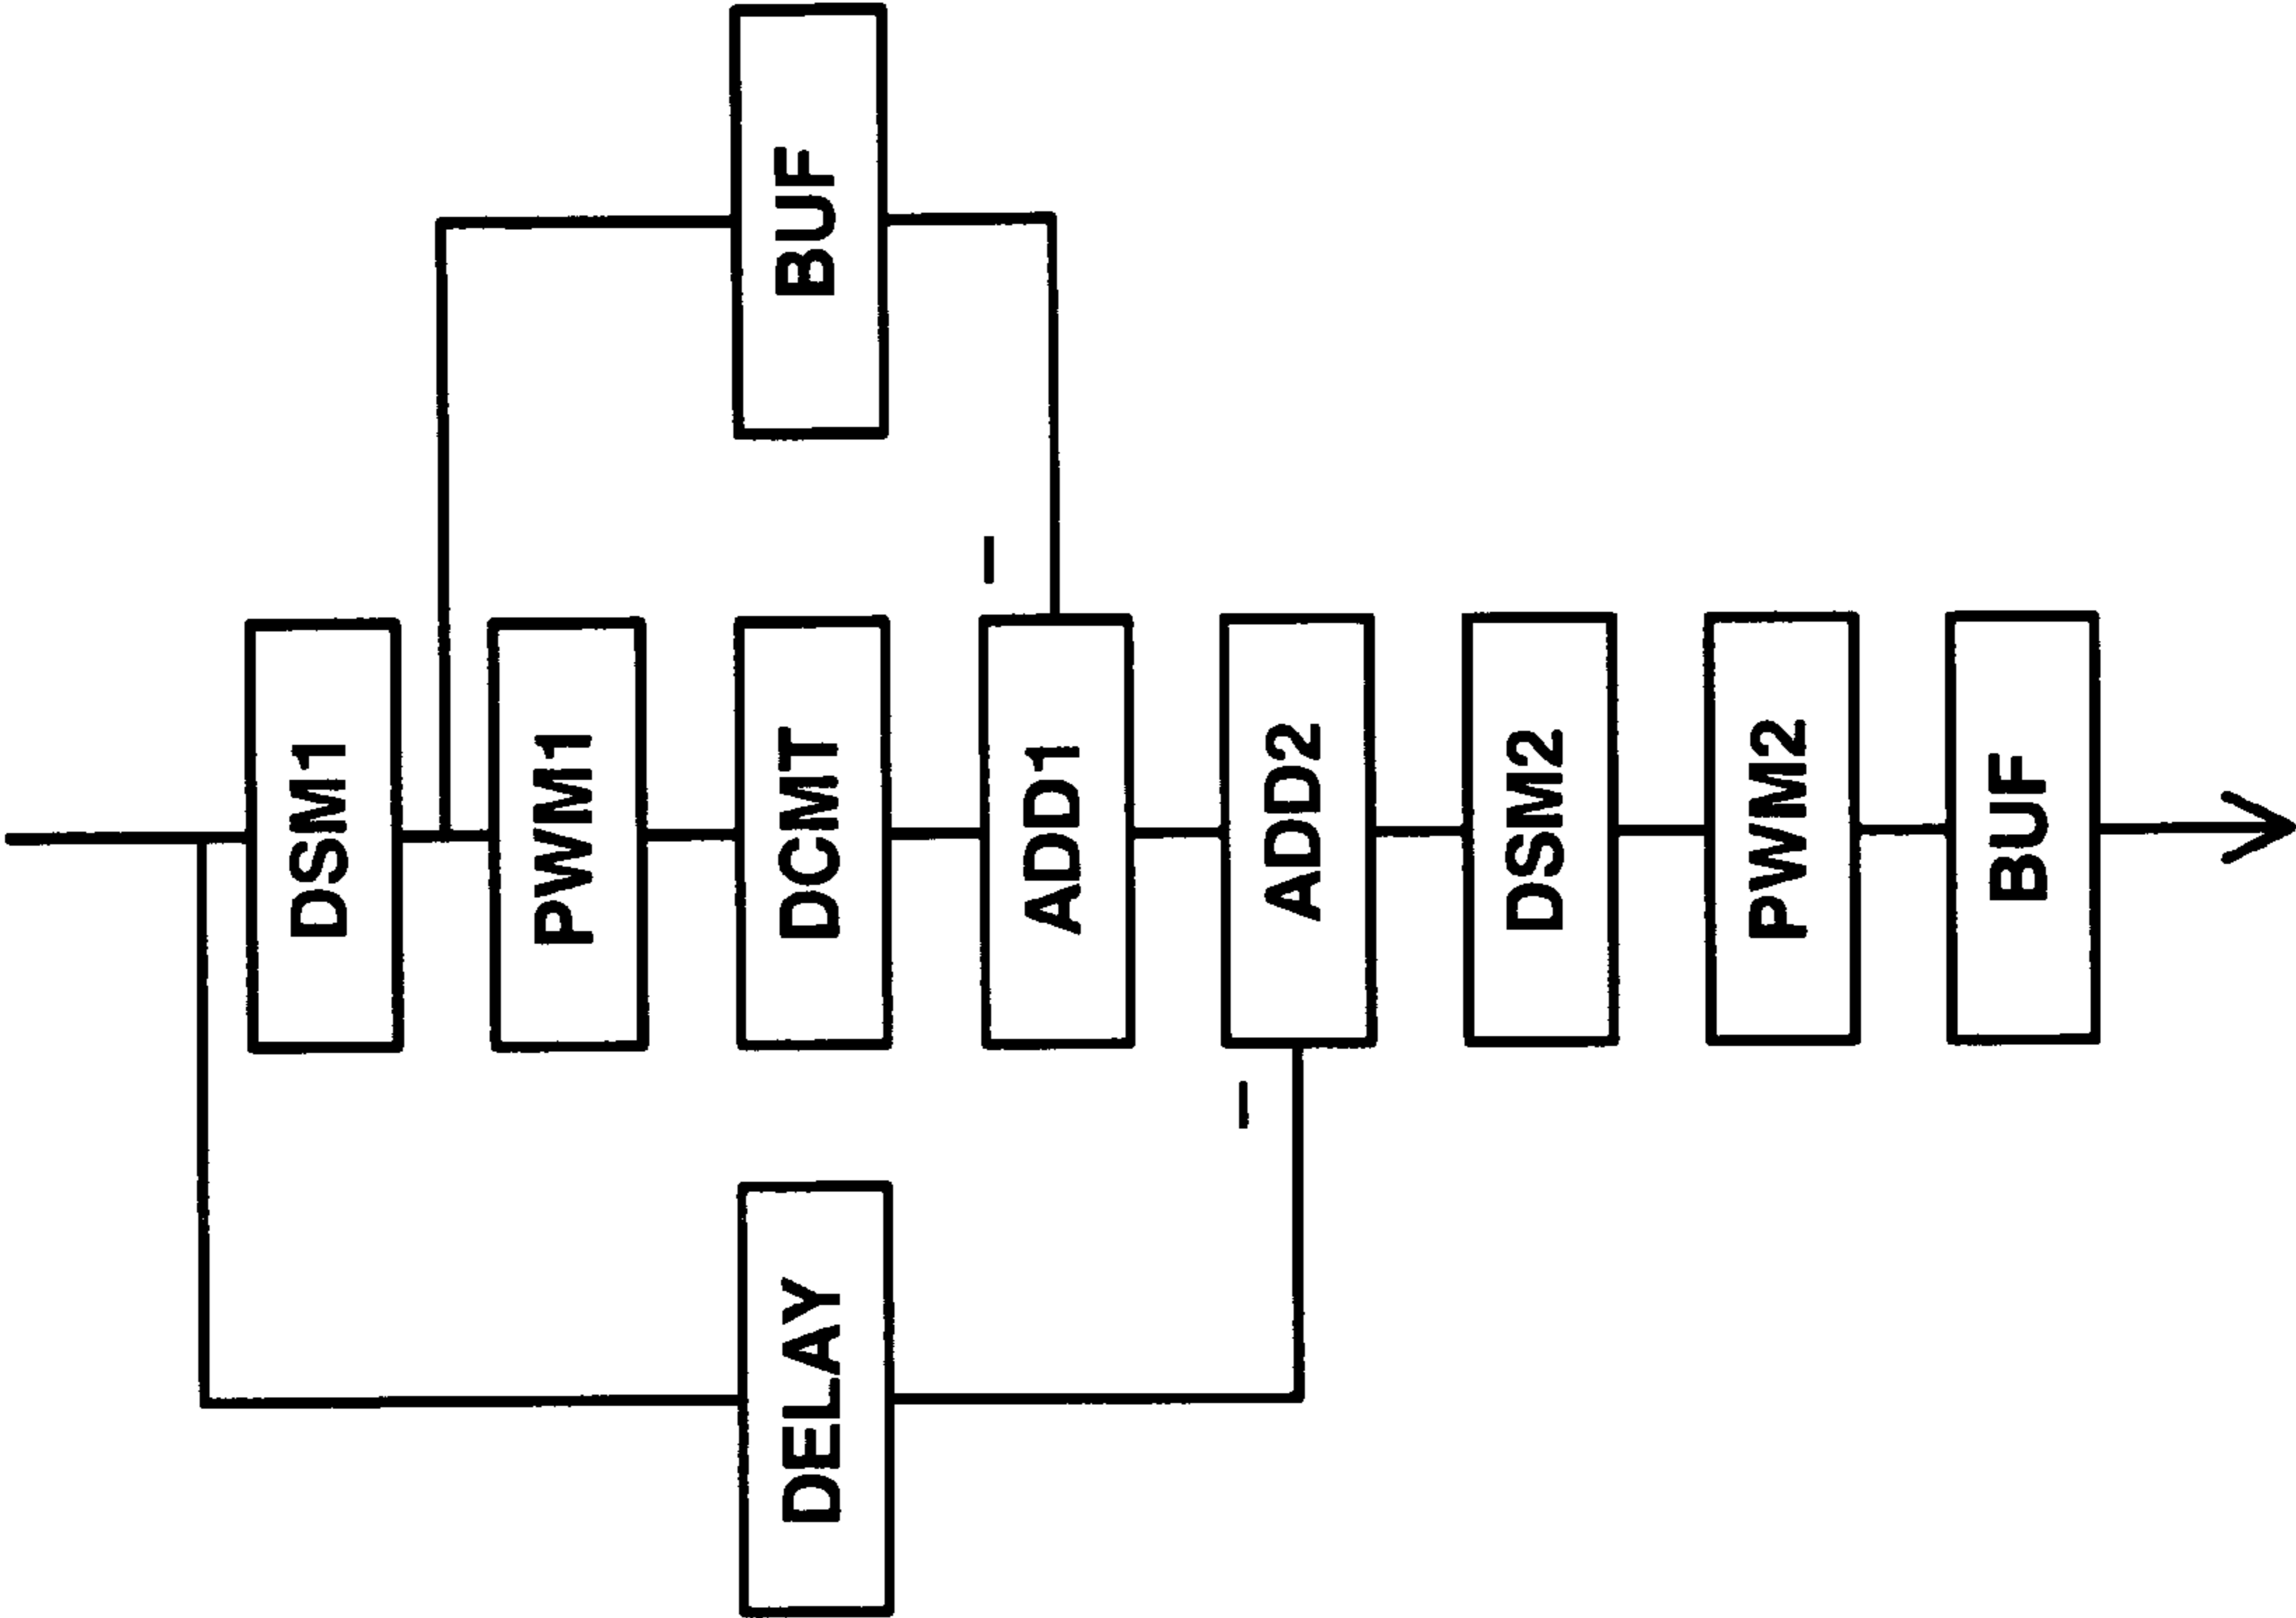 BUF
DSM1
PWM1
DCMT
ADD1
ADD2
DSM2
PWM2
BUF
DELAY